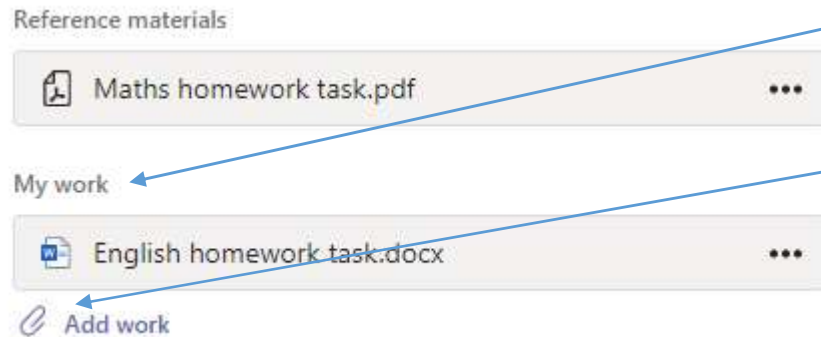 Reference materials
Maths homework task.pdf
My work
English homework task.docx
Add work